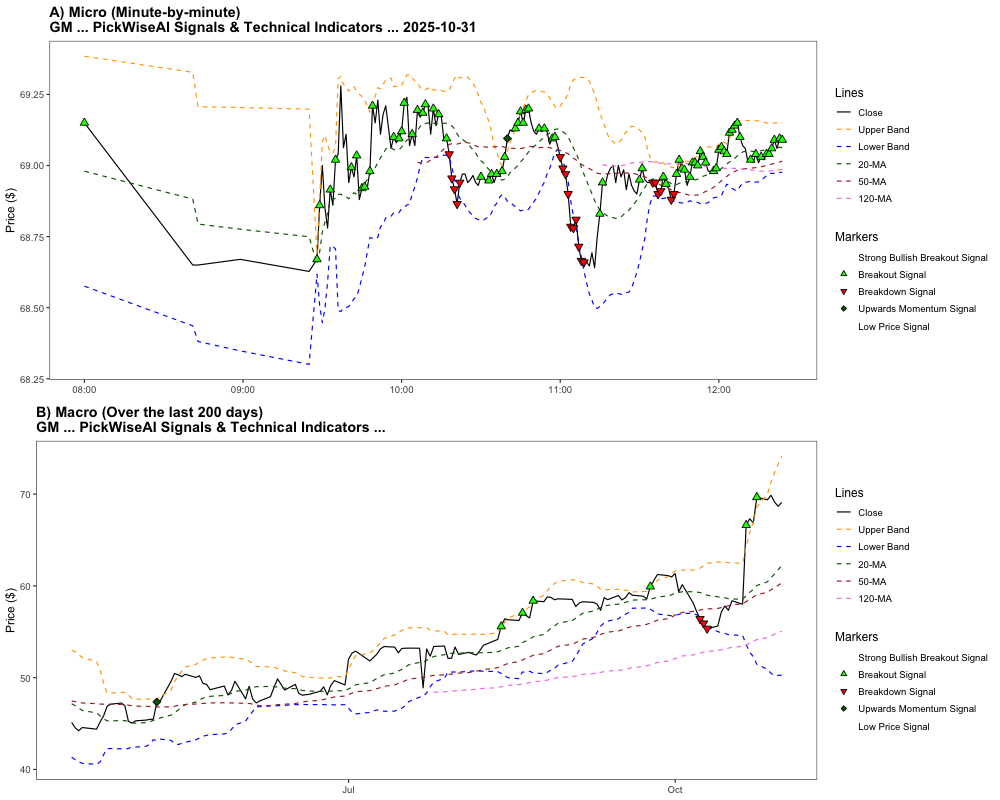 A) Micro (Minute-by-minute)
GM ... PickWiseAI Signals & Technical Indicators ... 2025-10-31
Price ($)
69.25
69.00
68.75
68.50
68.25
08:00
09:00
10:00
11:00
12:00
Lines
Close
Upper Band
Lower Band
20-MA
50-MA
120-MA
Markers
Strong Bullish Breakout Signal
Breakout Signal
Breakdown Signal
Upwards Momentum Signal
Low Price Signal
B) Macro (Over the last 200 days)
GM ... PickWiseAI Signals & Technical Indicators ...
Price ($)
70
60
50
40
Jul
Oct
Lines
Close
Upper Band
Lower Band
20-MA
50-MA
120-MA
Markers
Strong Bullish Breakout Signal
Breakout Signal
Breakdown Signal
Upwards Momentum Signal
Low Price Signal